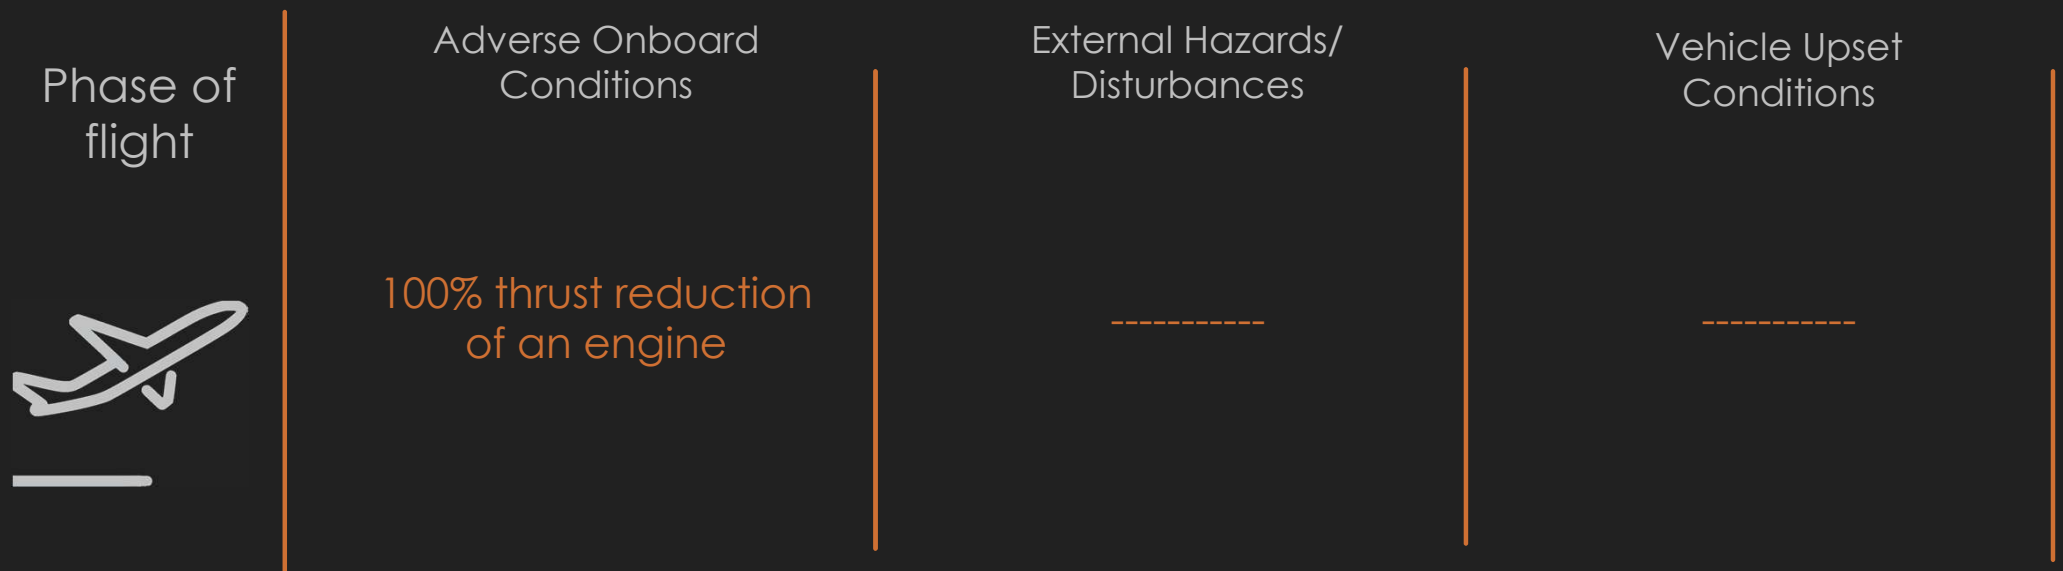 Phase of
flight
Adverse Onboard
Conditions
External Hazards/
Disturbances
Vehicle Upset
Conditions
100% thrust reduction
of an engine
-----------
-----------